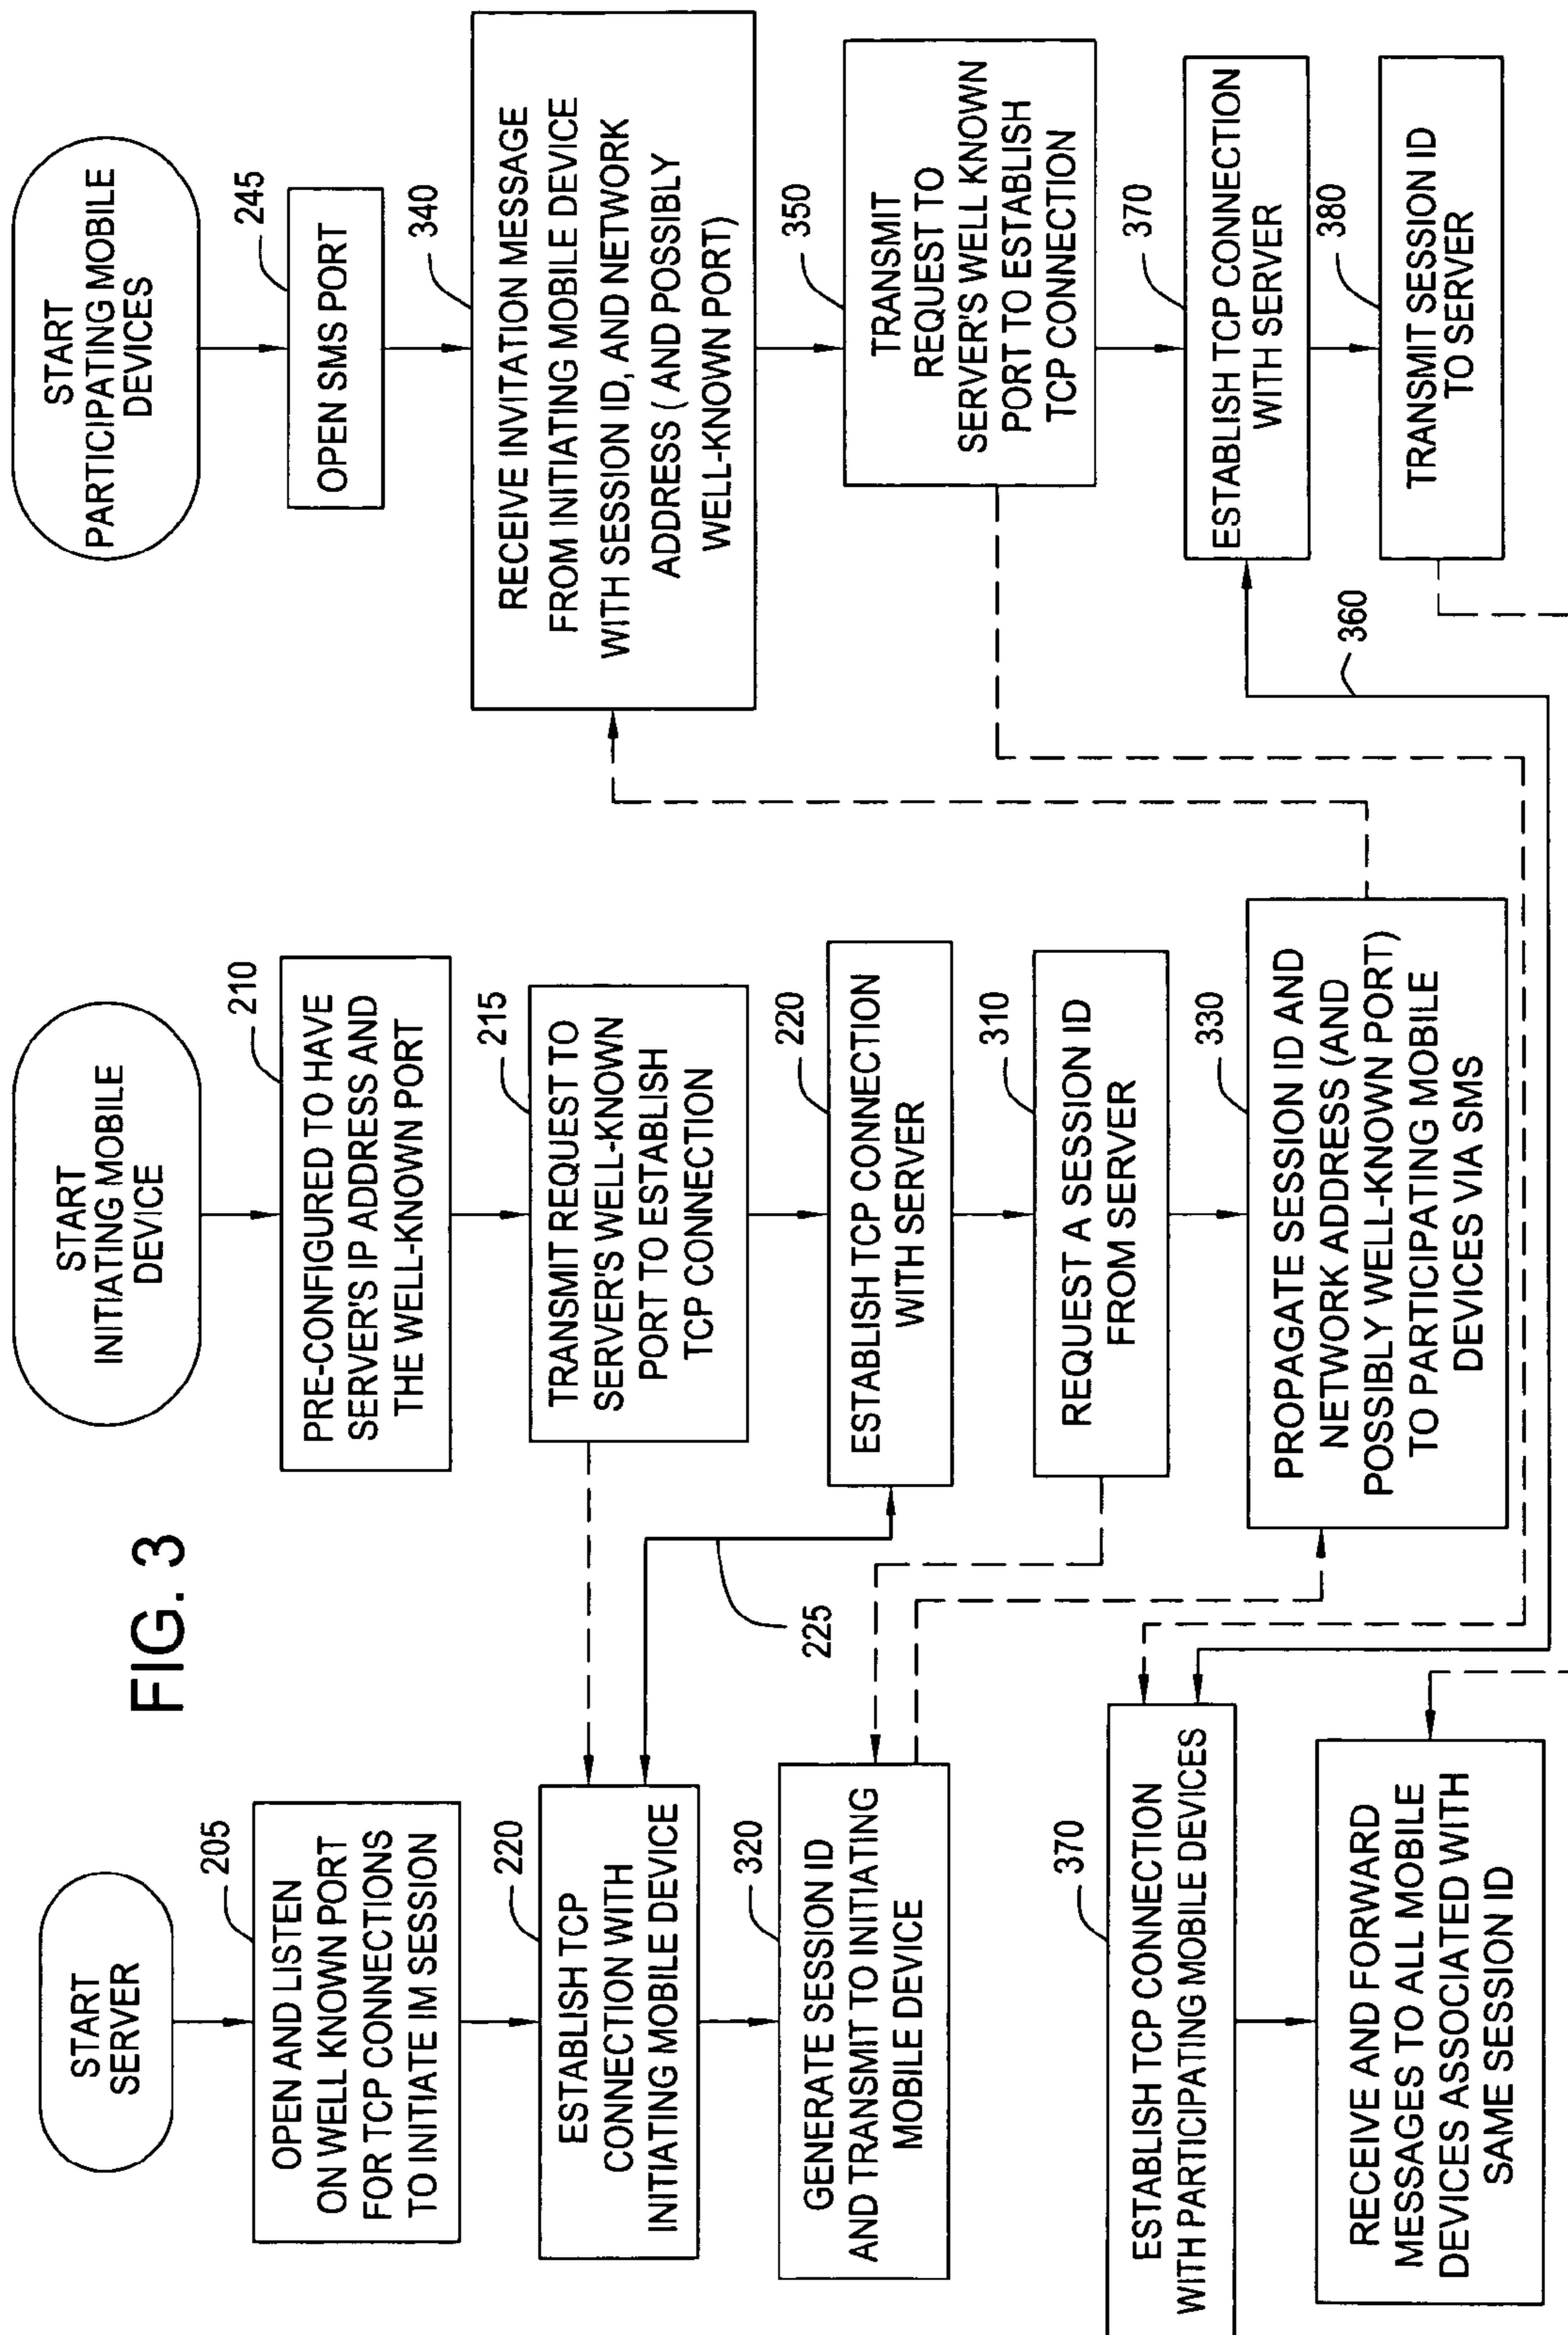 FIG. 3
START
SERVER
205
OPEN AND LISTEN
ON WELL KNOWN PORT
FOR TCP CONNECTIONS
TO INITIATE IM SESSION
220
ESTABLISH TCP
CONNECTION WITH
INITIATING MOBILE DEVICE
320
GENERATE SESSION ID
AND TRANSMIT TO INITIATING
MOBILE DEVICE
370
ESTABLISH TCP CONNECTION
WITH PARTICIPATING MOBILE DEVICES
RECEIVE AND FORWARD
MESSAGES TO ALL MOBILE
DEVICES ASSOCIATED WITH
SAME SESSION ID
225
START
INITIATING MOBILE
DEVICE
210
PRE-CONFIGURED TO HAVE
SERVER'S IP ADDRESS AND
THE WELL-KNOWN PORT
215
TRANSMIT REQUEST TO
SERVER'S WELL-KNOWN
PORT TO ESTABLISH
TCP CONNECTION
220
ESTABLISH TCP CONNECTION
WITH SERVER
310
REQUEST A SESSION ID
FROM SERVER
330
PROPAGATE SESSION ID AND
NETWORK ADDRESS (AND
POSSIBLY WELL-KNOWN PORT)
TO PARTICIPATING MOBILE
DEVICES VIA SMS
START
PARTICIPATING MOBILE
DEVICES
245
OPEN SMS PORT
340
RECEIVE INVITATION MESSAGE
FROM INITIATING MOBILE DEVICE
WITH SESSION ID, AND NETWORK
ADDRESS ( AND POSSIBLY
WELL-KNOWN PORT)
350
TRANSMIT
REQUEST TO
SERVER'S WELL KNOWN
PORT TO ESTABLISH
TCP CONNECTION
370
ESTABLISH TCP CONNECTION
WITH SERVER
380
TRANSMIT SESSION ID
TO SERVER
360